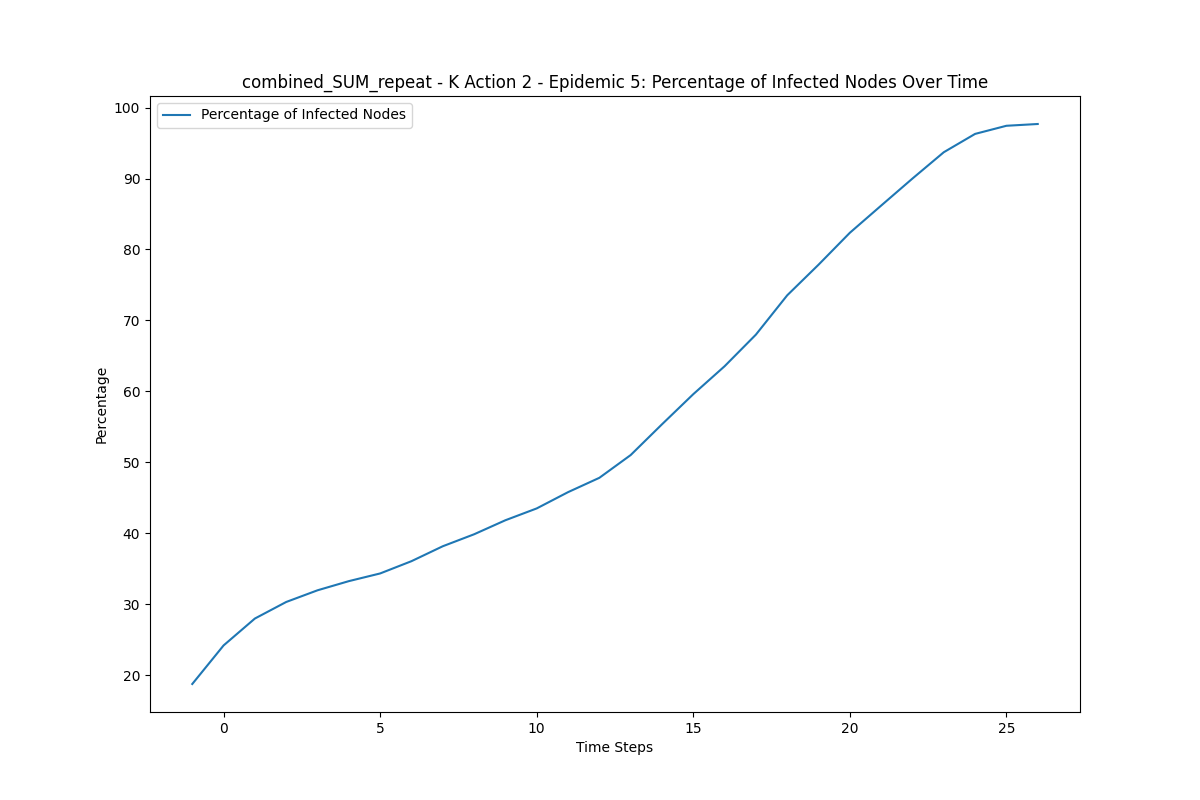 combined_SUM_repeat - K Action 2 - Epidemic 5: Percentage of Infected Nodes Over Time
Percentage of Infected Nodes
100
90
80
70
60
50
40
30
20
Percentage
0 5 10 15 20 25
Time Steps